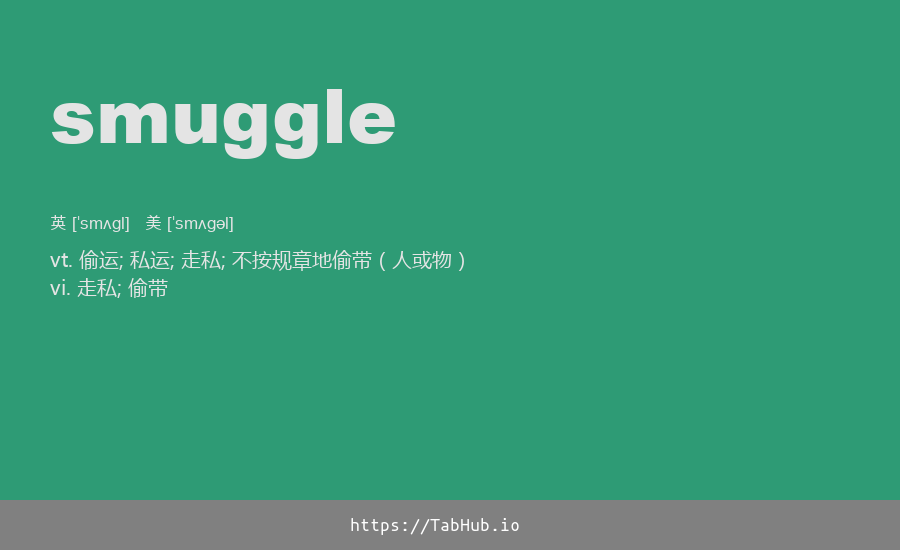 smuggle
英 [ˈsmʌgl] 美 [ˈsmʌgəl]
vt. 偷运; 私运; 走私; 不按规章地偷带（人或物）
vi. 走私; 偷带
https://TabHub.io